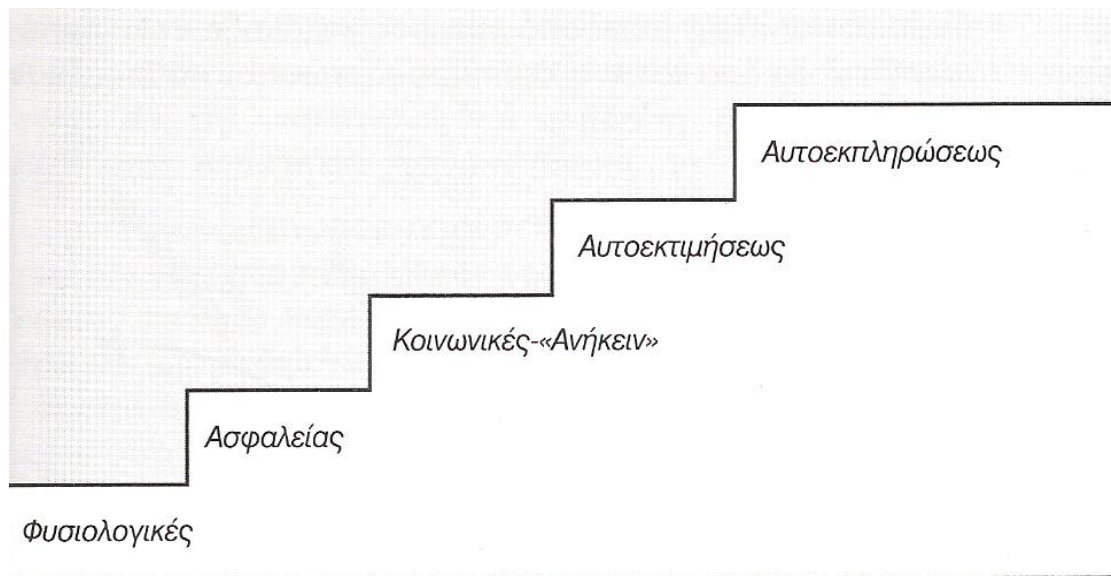 Αυτοεκπληρώσεως
Αυτοεκτιμήσεως
Κοινωνικές-«Ανήκειν»
Ασφαλείας
Φυσιολογικές